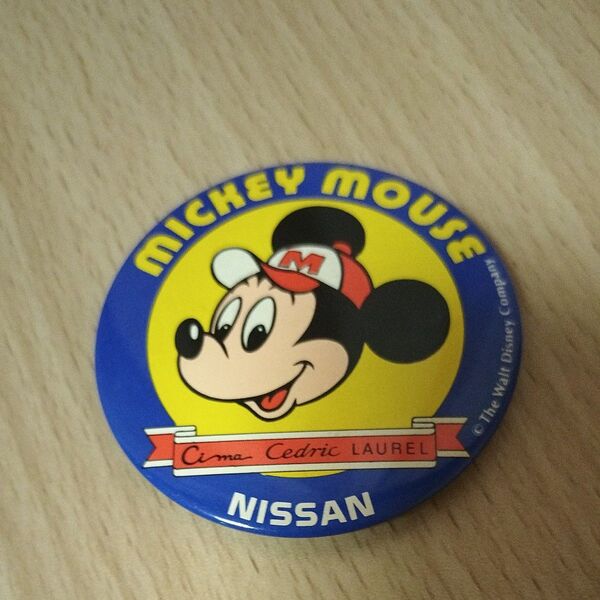 MICKEY MOUSE
M
© The Walt Disney Company
Cima Cedric LAUREL
NISSAN